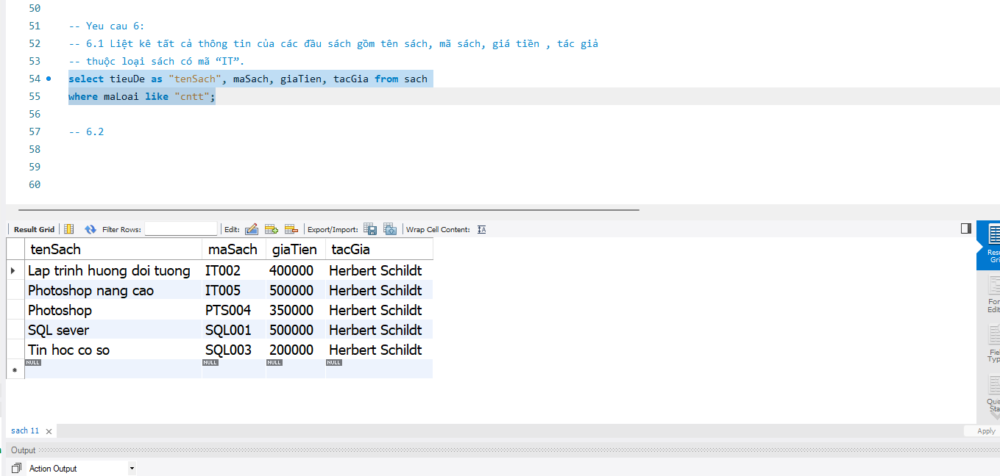 50
51 -- Yeu cau 6:
52 -- 6.1 Liệt kê tất cả thông tin của các đầu sách gồm tên sách, mã sách, giá tiền , tác giả
53 -- thuộc loại sách có mã “IT”.
54 select tieuDe as "tenSach", maSach, giaTien, tacGia from sach
55 where maLoai like "cntt";
56
57 -- 6.2
58
59
60
Result Grid Filter Rows: Edit: Export/Import: Wrap Cell Content: IA
tenSach maSach giaTien tacGia
Lap trinh huong doi tuong IT002 400000 Herbert Schildt
Photoshop nang cao IT005 500000 Herbert Schildt
Photoshop PTS004 350000 Herbert Schildt
SQL sever SQL001 500000 Herbert Schildt
Tin hoc co so SQL003 200000 Herbert Schildt
NULL NULL NULL NULL
Resu
Gri
For
Edit
Fie
Typ
Que
Sta
sach 11
Apply
Output
Action Output